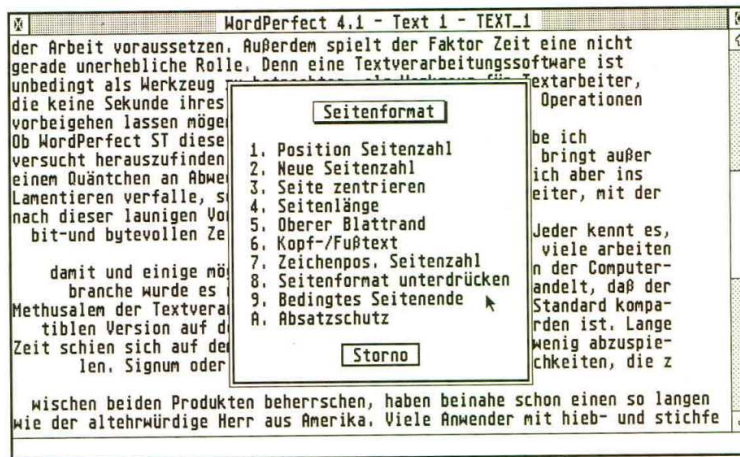 WordPerfect 4.1 - Text 1 - TEXT_1
der Arbeit voraussetzen. Außerdem spielt der Faktor Zeit eine nicht
gerade unerhebliche Rolle. Denn eine Textverarbeitungssoftware ist
unbedingt als Werkzeug zu betrachten, als Werkzeug für Textarbeiter,
die keine Sekunde ihres Operationen
vorbeigehen lassen möge
Ob WordPerfect ST diese be ich
versucht herauszufinden bringt außer
einem Quäntchen an Abwe ich aber ins
Lamentieren verfalle, s eiter, mit der
nach dieser launigen Vo
bit-und bytevollen Ze Jeder kennt es,
viele arbeiten
damit und einige mö n der Computer-
branche wurde es andelt, daß der
Methusalem der Textvera Standard kompa-
tiblen Version auf d rden ist. Lange
Zeit schien sich auf de wenig abzuspie-
len. Signum oder chkeiten, die z
wischen beiden Produkten beherrschen, haben beinahe schon einen so langen
wie der altehrwürdige Herr aus Amerika. Viele Anwender mit hieb- und stichfe
Seitenformat
1. Position Seitenzahl
2. Neue Seitenzahl
3. Seite zentrieren
4. Seitenlänge
5. Oberer Blattrand
6. Kopf-/Fußtext
7. Zeichenpos. Seitenzahl
8. Seitenformat unterdrücken
9. Bedingtes Seitenende
A. Absatzschutz
Storno